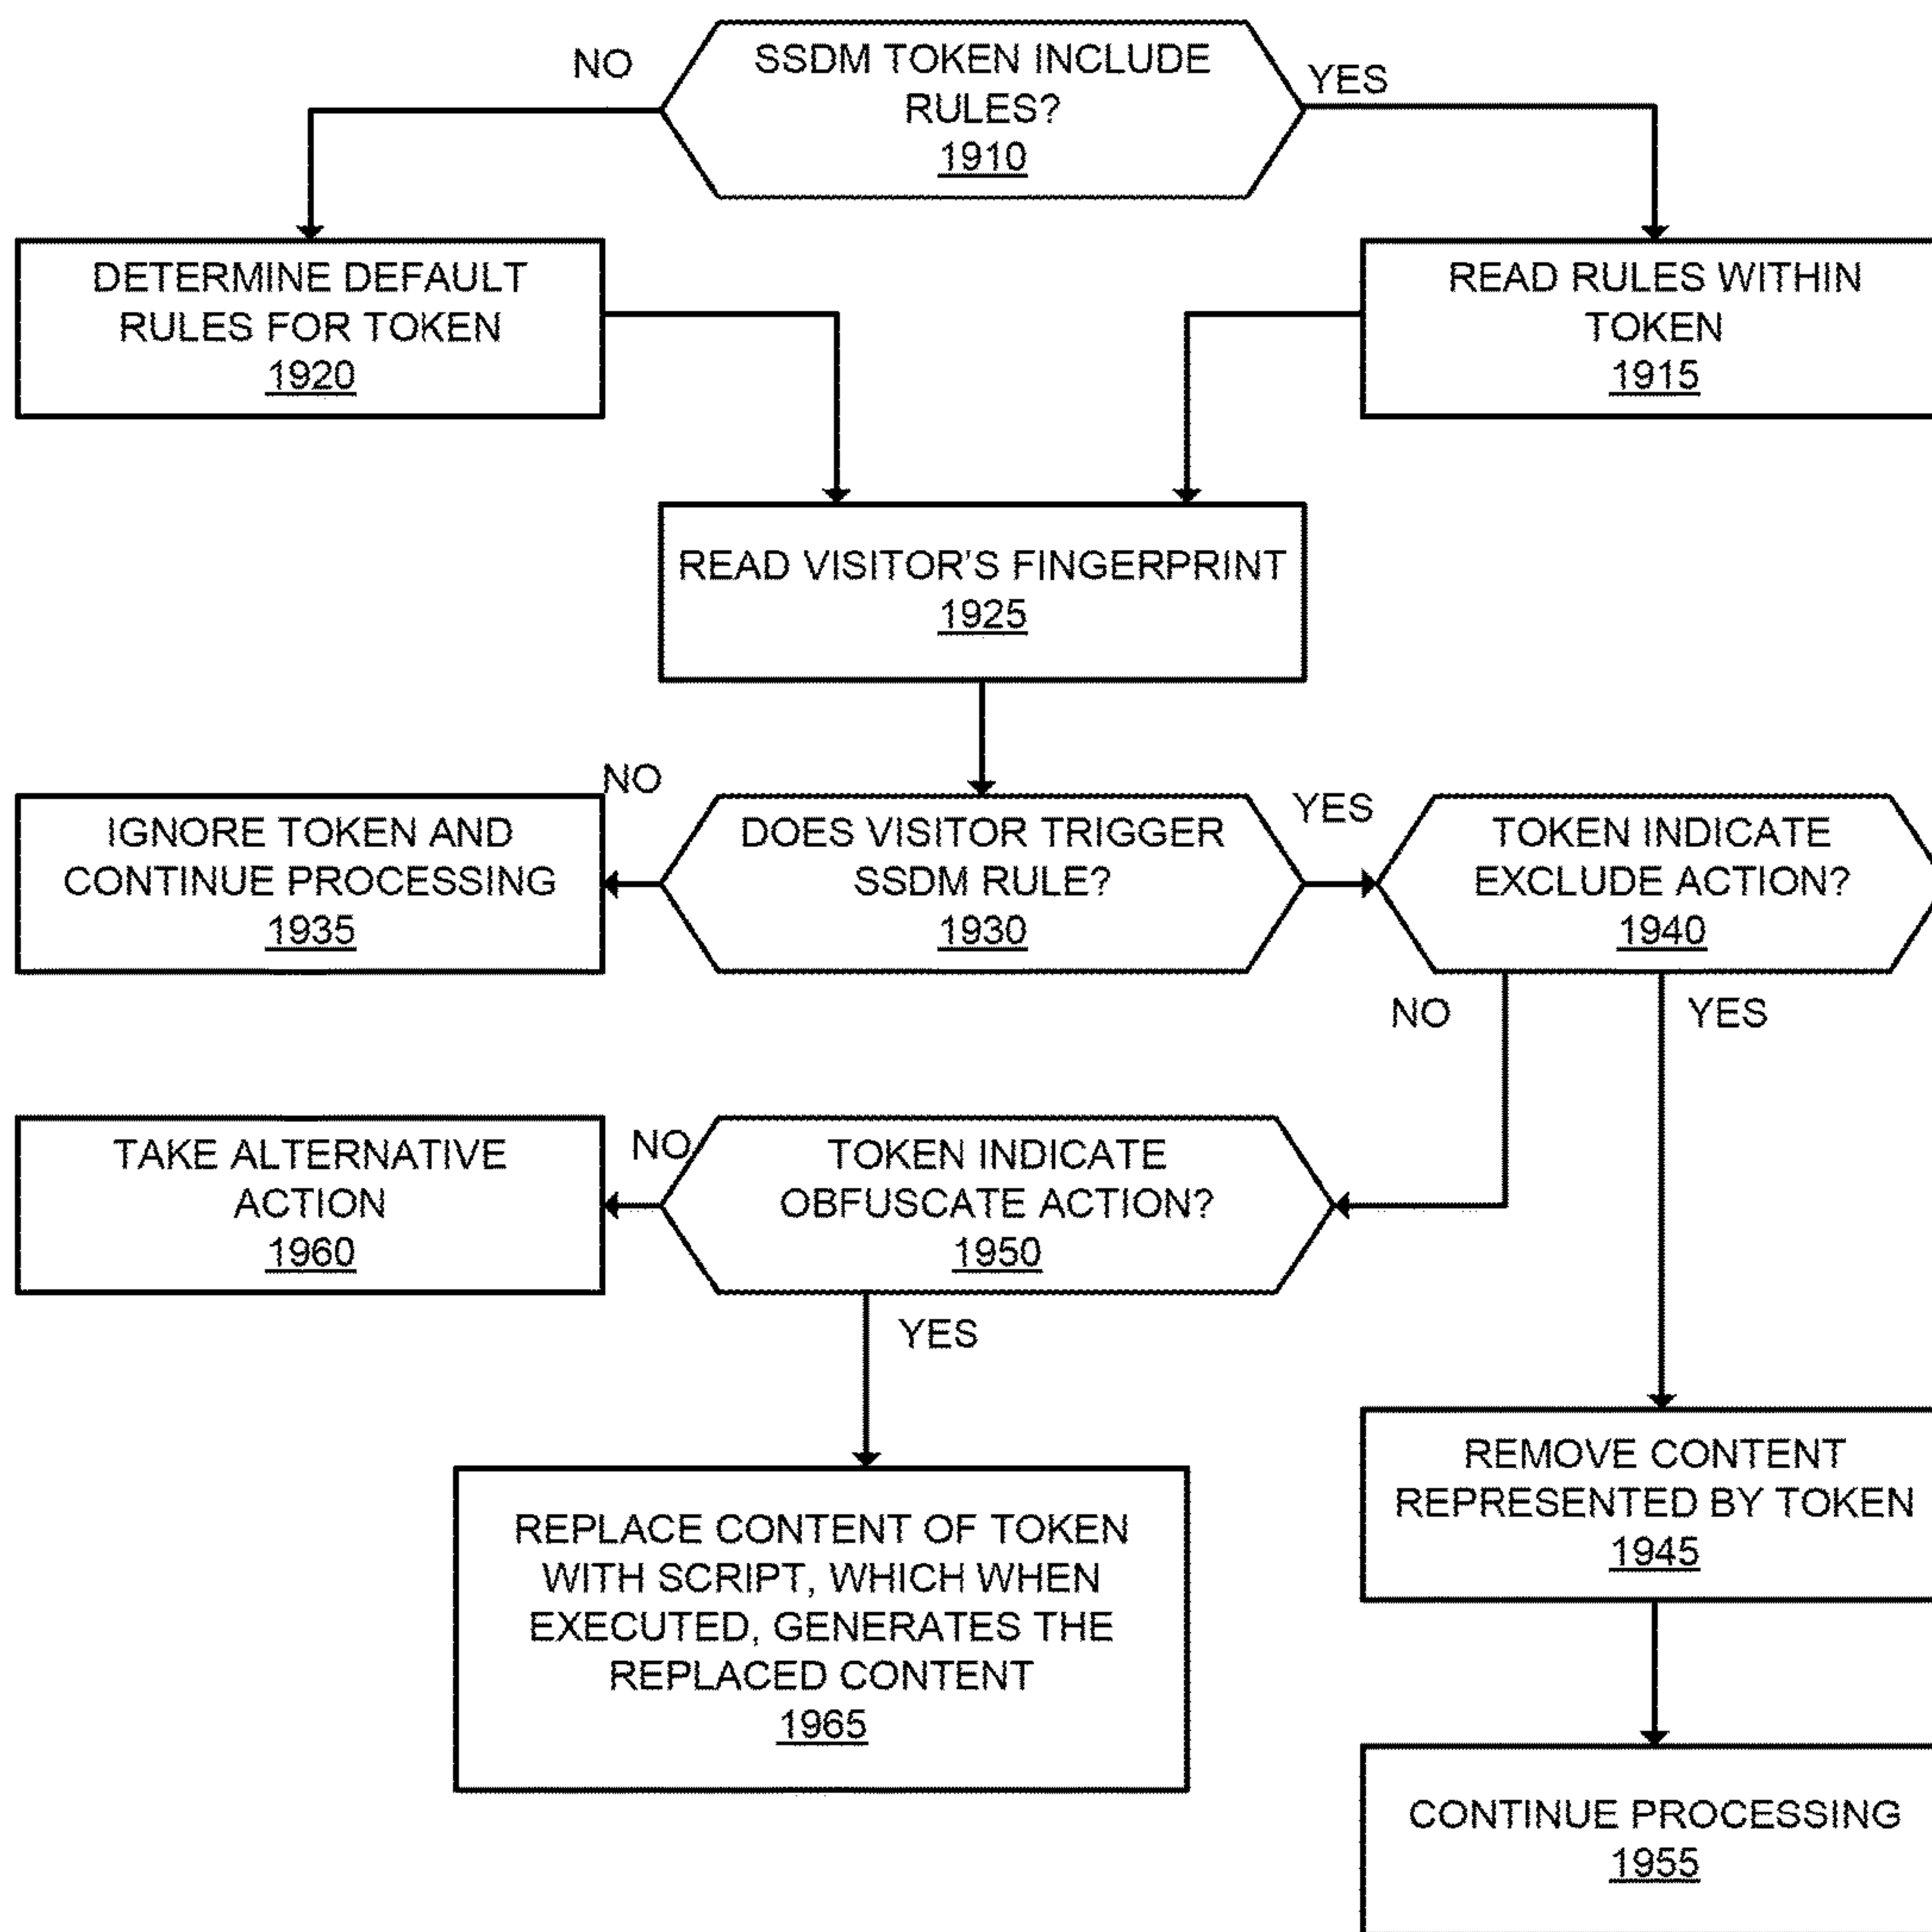 NO
SSDM TOKEN INCLUDE
RULES?
1910
YES
DETERMINE DEFAULT
RULES FOR TOKEN
1920
READ RULES WITHIN
TOKEN
1915
READ VISITOR'S FINGERPRINT
1925
NO
IGNORE TOKEN AND
CONTINUE PROCESSING
1935
DOES VISITOR TRIGGER
SSDM RULE?
1930
YES
TOKEN INDICATE
EXCLUDE ACTION?
1940
NO
YES
TAKE ALTERNATIVE
ACTION
1960
NO
TOKEN INDICATE
OBFUSCATE ACTION?
1950
YES
REPLACE CONTENT OF TOKEN
WITH SCRIPT, WHICH WHEN
EXECUTED, GENERATES THE
REPLACED CONTENT
1965
REMOVE CONTENT
REPRESENTED BY TOKEN
1945
CONTINUE PROCESSING
1955